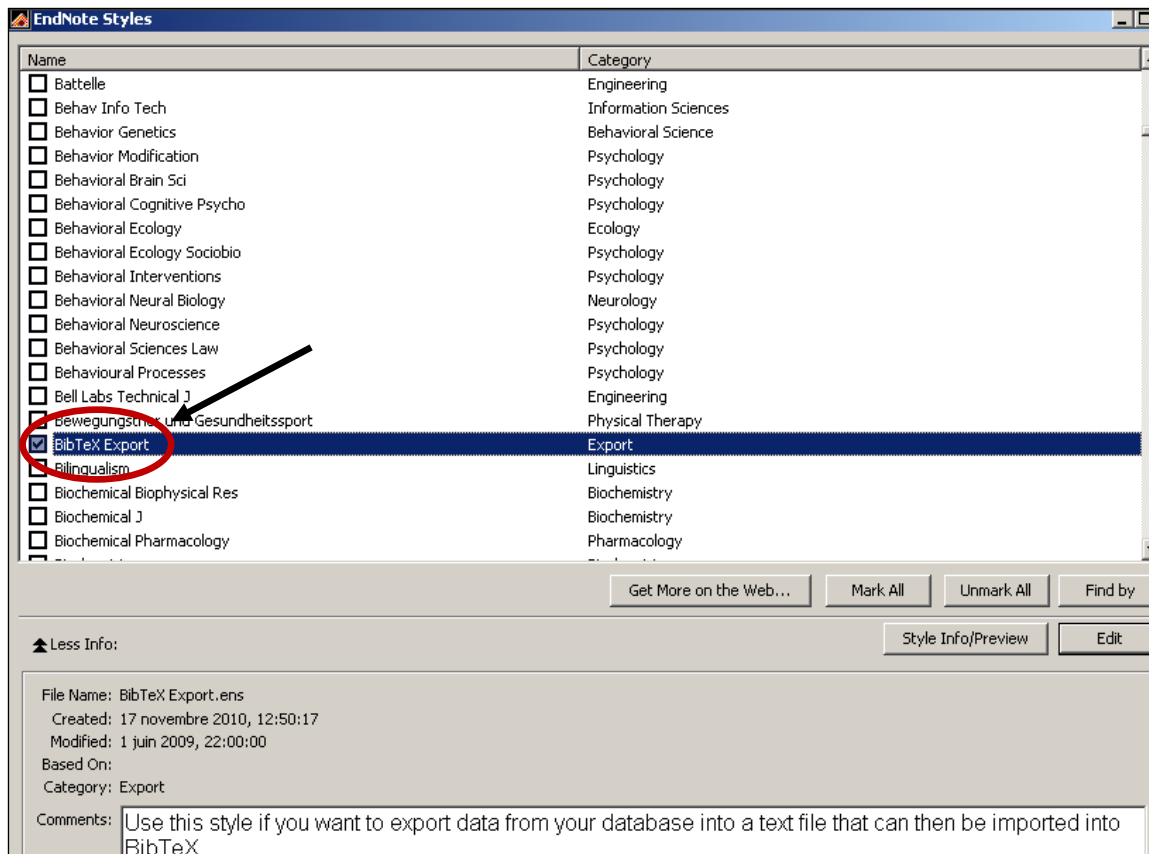 EndNote Styles
Name Category
Battelle Engineering
Behav Info Tech Information Sciences
Behavior Genetics Behavioral Science
Behavior Modification Psychology
Behavioral Brain Sci Psychology
Behavioral Cognitive Psycho Psychology
Behavioral Ecology Ecology
Behavioral Ecology Sociobio Psychology
Behavioral Interventions Psychology
Behavioral Neural Biology Neurology
Behavioral Neuroscience Psychology
Behavioral Sciences Law Psychology
Behavioural Processes Psychology
Bell Labs Technical J Engineering
Bewegungsther und Gesundheitssport Physical Therapy
BibTeX Export Export
Bilingualism Linguistics
Biochemical Biophysical Res Biochemistry
Biochemical J Biochemistry
Biochemical Pharmacology Pharmacology
Get More on the Web... Mark All Unmark All Find by
Less Info: Style Info/Preview Edit
File Name: BibTeX Export.ens
Created: 17 novembre 2010, 12:50:17
Modified: 1 juin 2009, 22:00:00
Based On:
Category: Export
Comments: Use this style if you want to export data from your database into a text file that can then be imported into
BibTeX